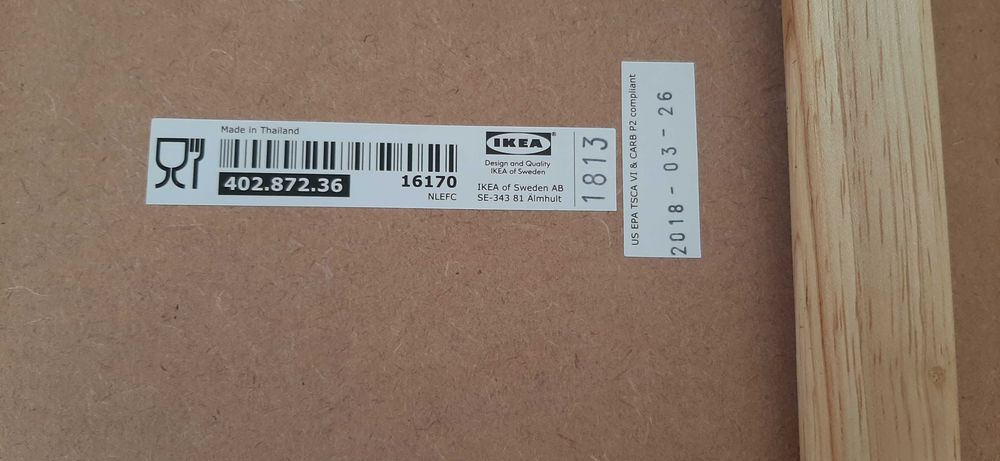 Made in Thailand
402.872.36
16170
NLEFC
IKEA
Design and Quality
IKEA of Sweden
IKEA of Sweden AB
SE-343 81 Älmhult
1813
US EPA TSCA VI & CARB P2 compliant
2018-03-26